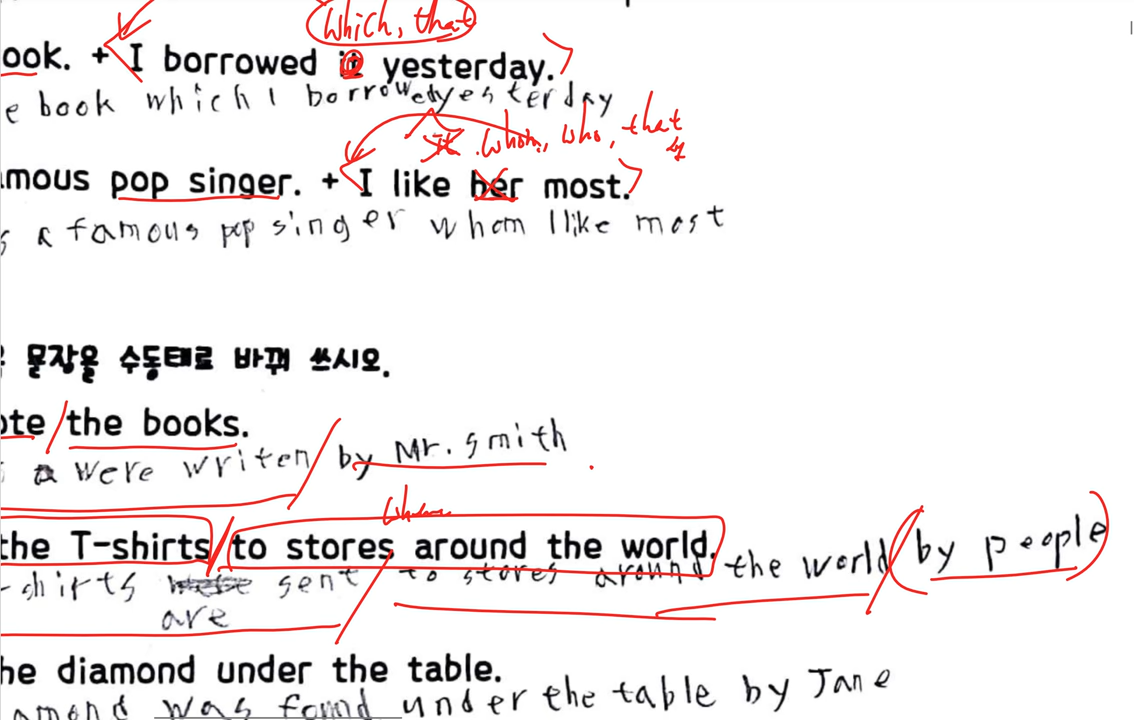 which, that
ook. + I borrowed it yesterday.
e book which I borrowed yesterday
it whom, who, that
mous pop singer. + I like her most.
s a famous pop singer whom I like most
문장을 수동태로 바꿔 쓰시오.
ote / the books.
were writen / by Mr. smith
the T-shirts / to stores around the world.
-shirts sent to stores around the world (by people)
are
he diamond under the table.
amond was found under the table by Jane